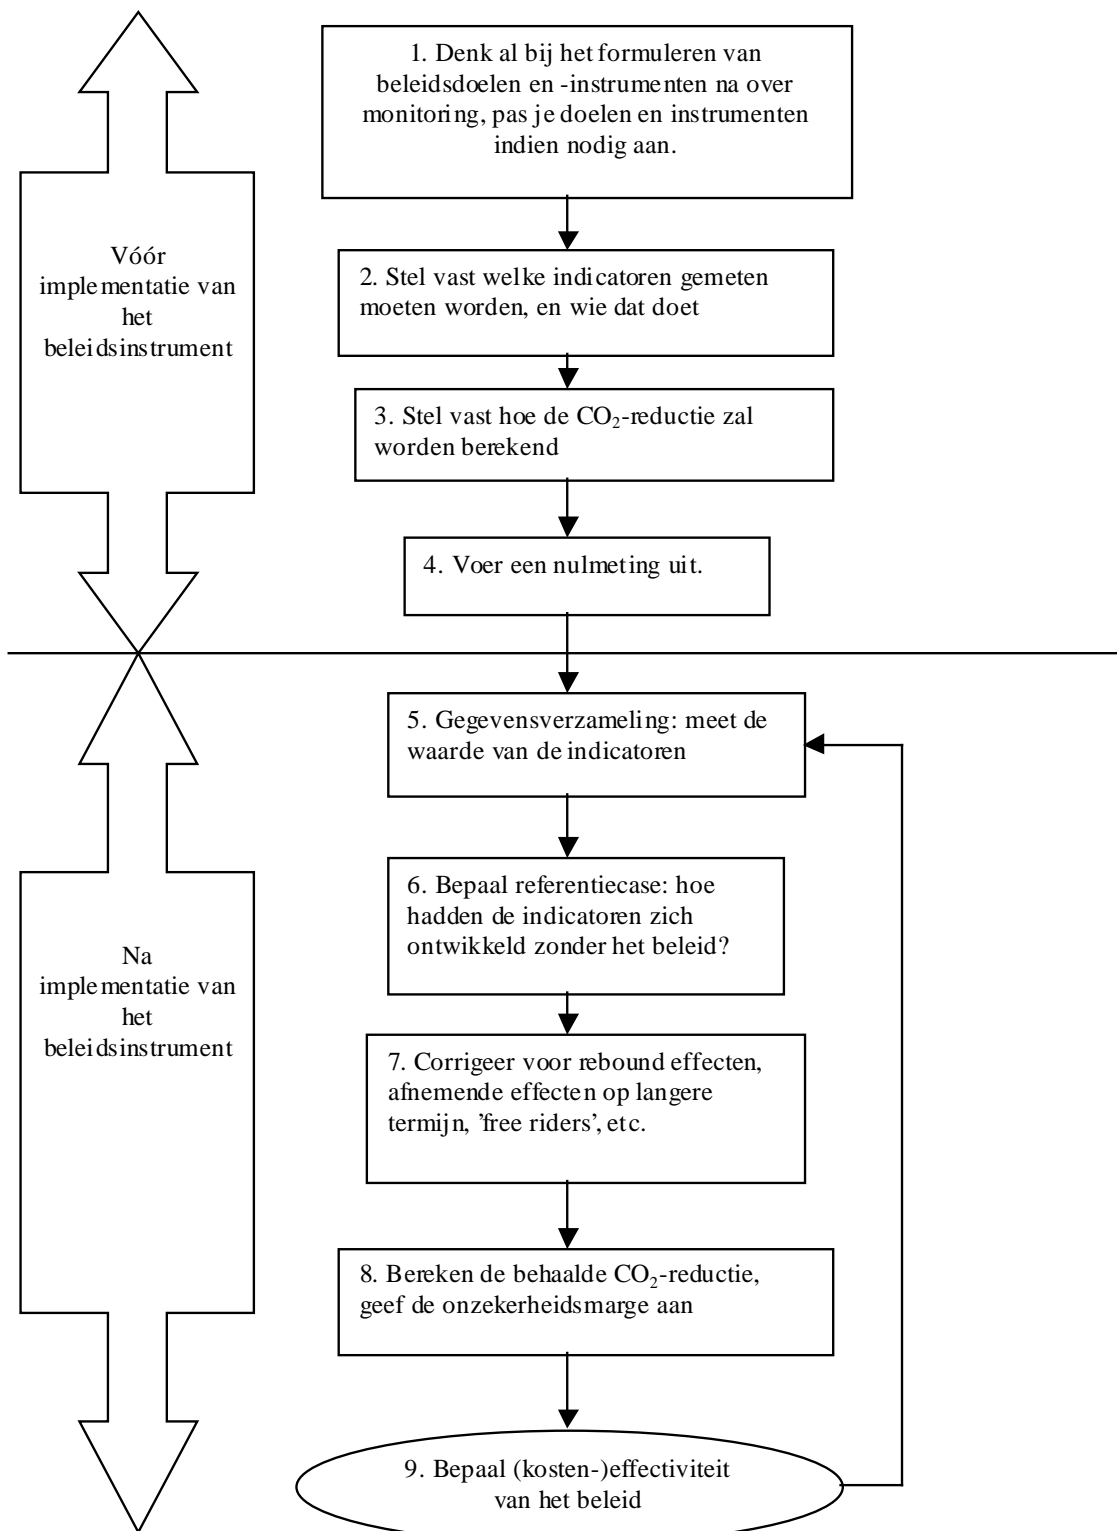 1. Denk al bij het formuleren van
beleidsdoelen en -instrumenten na over
monitoring, pas je doelen en instrumenten
indien nodig aan.
Vóór
implementatie van
het
beleidsinstrument
2. Stel vast welke indicatoren gemeten
moeten worden, en wie dat doet
3. Stel vast hoe de CO₂-reductie zal
worden berekend
4. Voer een nulmeting uit.
5. Gegevensverzameling: meet de
waarde van de indicatoren
6. Bepaal referentiecase: hoe
hadden de indicatoren zich
ontwikkeld zonder het beleid?
Na
implementatie van
het
beleidsinstrument
7. Corrigeer voor rebound effecten,
afnemende effecten op langere
termijn, ’free riders’, etc.
8. Bereken de behaalde CO₂-reductie,
geef de onzekerheidsmarge aan
9. Bepaal (kosten-)effectiviteit
van het beleid